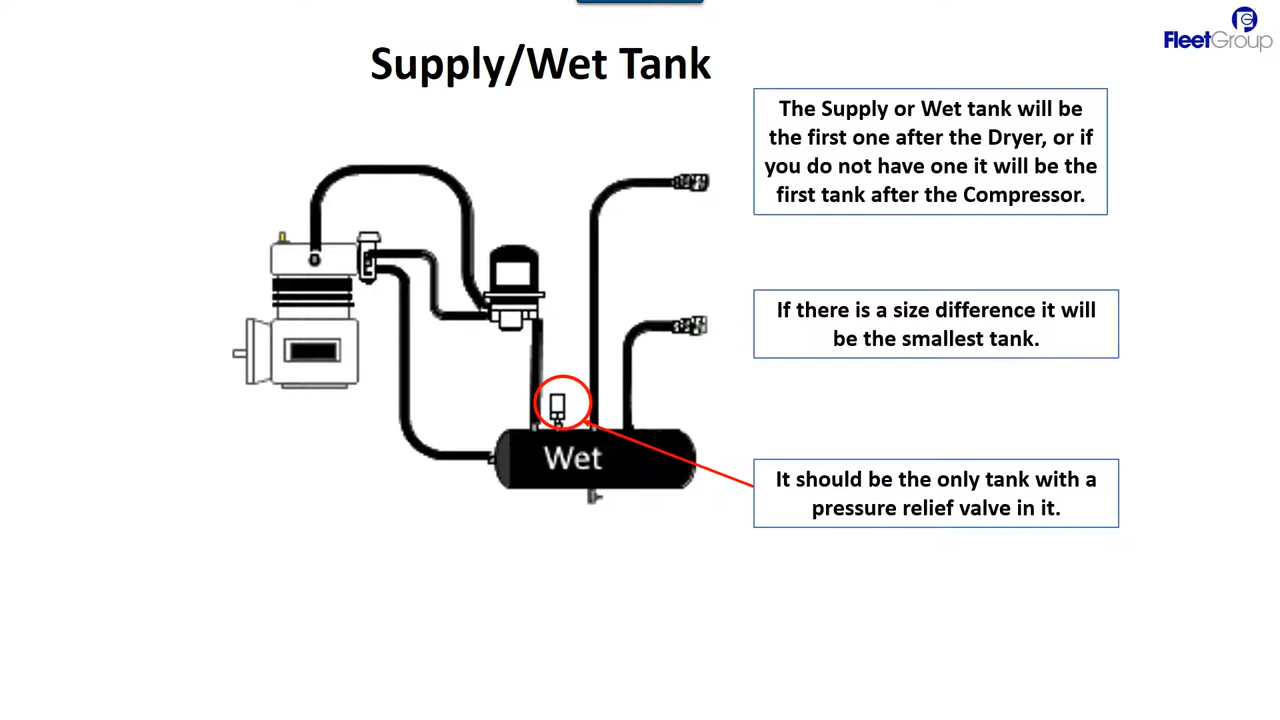 FleetGroup
Supply/Wet Tank
The Supply or Wet tank will be
the first one after the Dryer, or if
you do not have one it will be the
first tank after the Compressor.
If there is a size difference it will
be the smallest tank.
Wet
It should be the only tank with a
pressure relief valve in it.